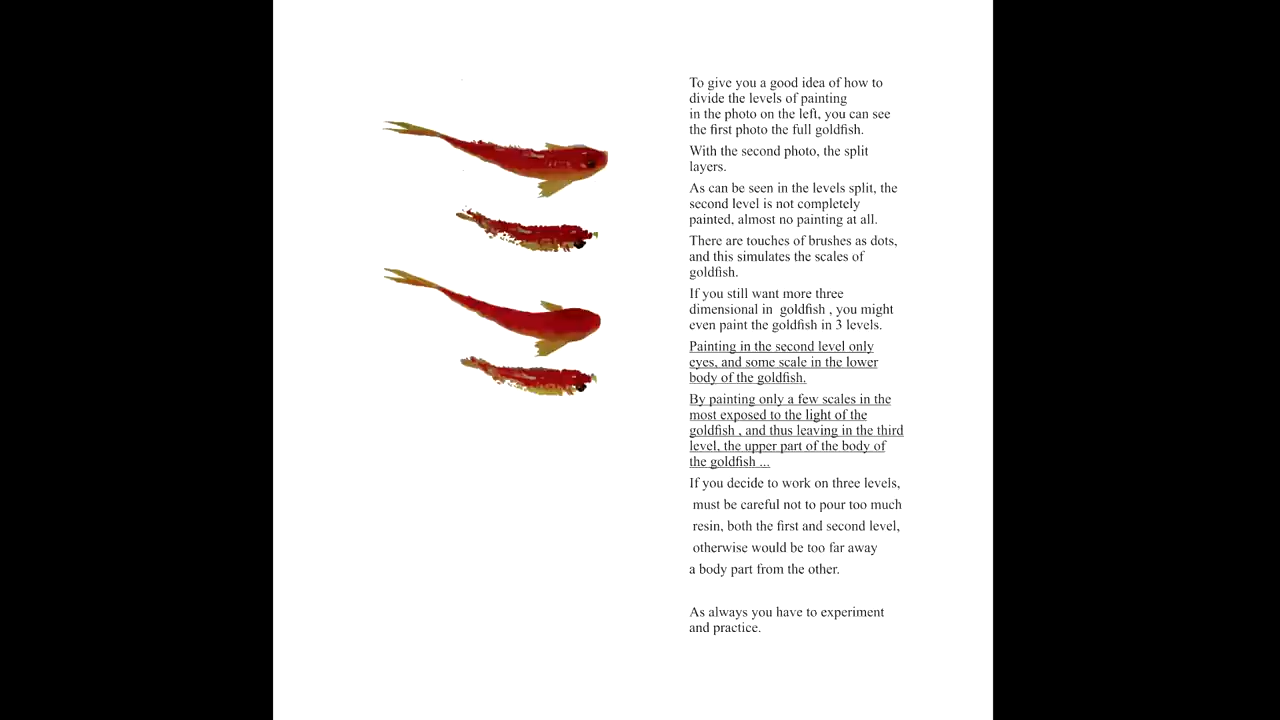 To give you a good idea of how to
divide the levels of painting
in the photo on the left, you can see
the first photo the full goldfish.
With the second photo, the split
layers.
As can be seen in the levels split, the
second level is not completely
painted, almost no painting at all.
There are touches of brushes as dots,
and this simulates the scales of
goldfish.
If you still want more three
dimensional in  goldfish , you might
even paint the goldfish in 3 levels.
Painting in the second level only
eyes, and some scale in the lower
body of the goldfish.
By painting only a few scales in the
most exposed to the light of the
goldfish , and thus leaving in the third
level, the upper part of the body of
the goldfish ...
If you decide to work on three levels,
must be careful not to pour too much
resin, both the first and second level,
otherwise would be too far away
a body part from the other.
As always you have to experiment
and practice.